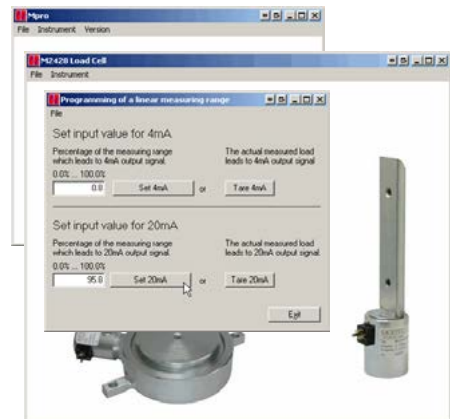 Mpro
File Instrument Version
M2420 Load Cell
File Instrument
Programming of a linear measuring range
File
Set input value for 4mA
Percentage of the measuring range
which leads to 4mA output signal
The actual measured load
leads to 4mA output signal
0.0% ... 100.0%
0.0
Set 4mA
or
Tare 4mA
Set input value for 20mA
Percentage of the measuring range
which leads to 20mA output signal.
The actual measured load
leads to 20mA output signal.
0.0% ... 100.0%
95.0
Set 20mA
or
Tare 20mA
Exit